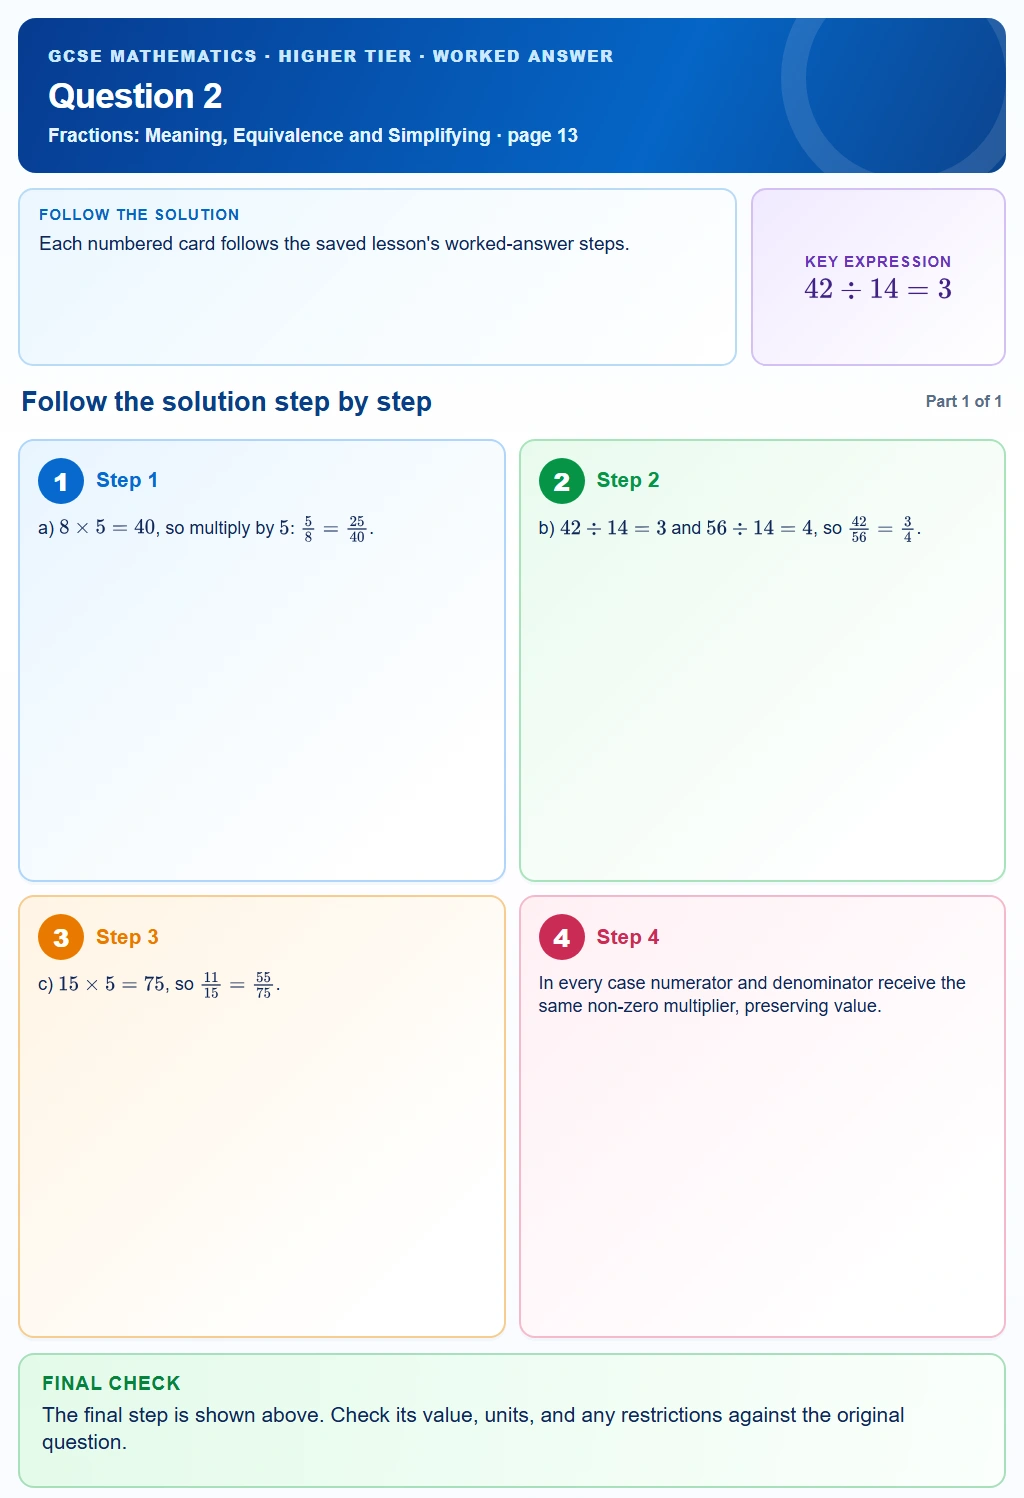 GCSE MATHEMATICS · HIGHER TIER · WORKED ANSWER
Question 2
Fractions: Meaning, Equivalence and Simplifying · page 13
FOLLOW THE SOLUTION
Each numbered card follows the saved lesson's worked-answer steps.
KEY EXPRESSION
42 ÷ 14 = 3
Follow the solution step by step
Part 1 of 1
1 Step 1
a) 8 × 5 = 40, so multiply by 5: 5/8 = 25/40.
2 Step 2
b) 42 ÷ 14 = 3 and 56 ÷ 14 = 4, so 42/56 = 3/4.
3 Step 3
c) 15 × 5 = 75, so 11/15 = 55/75.
4 Step 4
In every case numerator and denominator receive the
same non-zero multiplier, preserving value.
FINAL CHECK
The final step is shown above. Check its value, units, and any restrictions against the original
question.